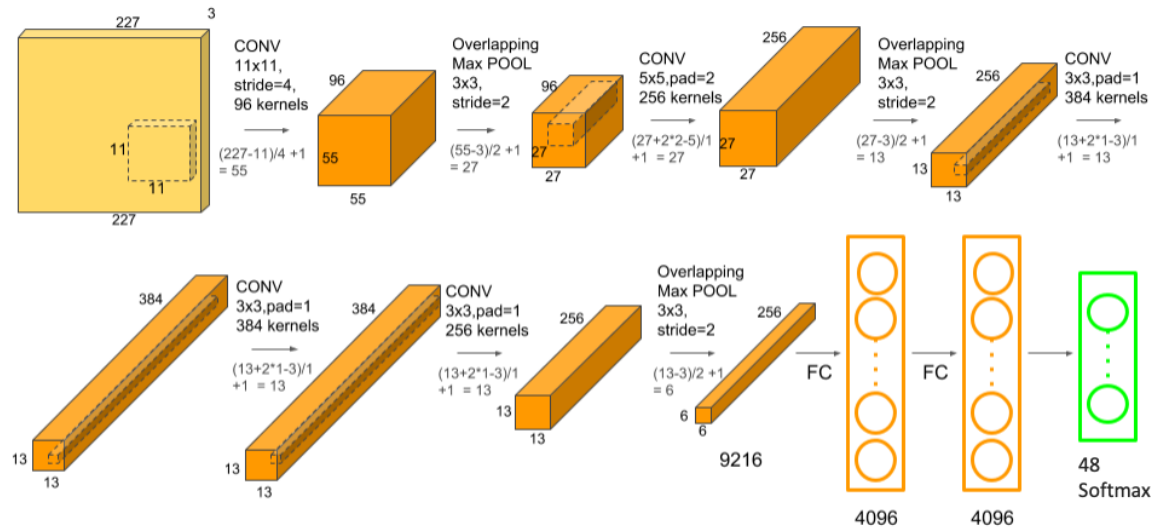 227
3
11
11
227
CONV
11x11,
stride=4,
96 kernels
(227-11)/4 +1
= 55
96
55
55
Overlapping
Max POOL
3x3,
stride=2
(55-3)/2 +1
= 27
96
27
27
CONV
5x5,pad=2
256 kernels
(27+2*2-5)/1
+1 = 27
256
27
27
Overlapping
Max POOL
3x3,
stride=2
(27-3)/2 +1
= 13
256
13
13
CONV
3x3,pad=1
384 kernels
(13+2*1-3)/1
+1 = 13
384
13
13
CONV
3x3,pad=1
384 kernels
(13+2*1-3)/1
+1 = 13
384
13
13
CONV
3x3,pad=1
256 kernels
(13+2*1-3)/1
+1 = 13
256
13
13
Overlapping
Max POOL
3x3,
stride=2
(13-3)/2 +1
= 6
256
6
6
9216
FC
4096
FC
4096
48
Softmax